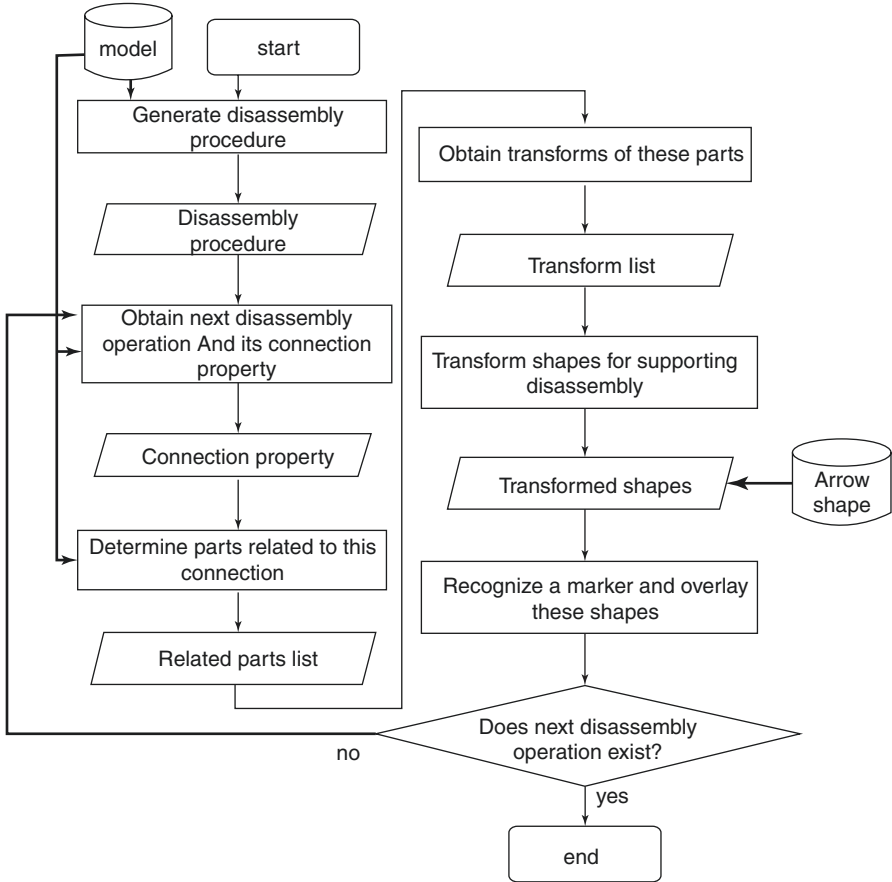 model
start
Generate disassembly
procedure
Disassembly
procedure
Obtain next disassembly
operation And its connection
property
Connection property
Determine parts related to this
connection
Related parts list
Obtain transforms of these parts
Transform list
Transform shapes for supporting
disassembly
Transformed shapes
Arrow
shape
Recognize a marker and overlay
these shapes
Does next disassembly
operation exist?
no
yes
end